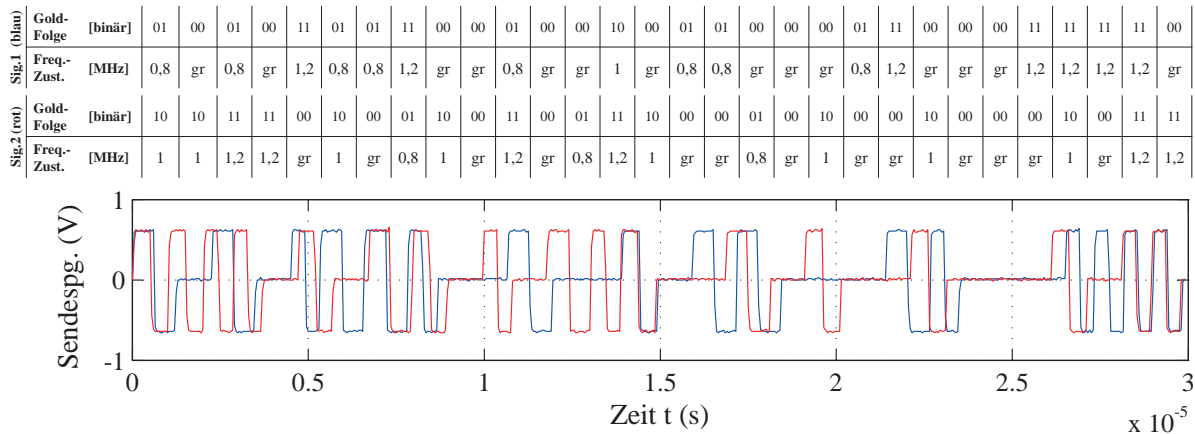 Sig.1 (blau)
Gold-Folge [binär] 01 00 01 00 11 01 01 11 00 00 01 00 00 10 00 01 01 00 00 00 01 11 00 00 00 11 11 11 11 00
Freq.-Zust. [MHz] 0,8 gr 0,8 gr 1,2 0,8 0,8 1,2 gr gr 0,8 gr gr 1 gr 0,8 0,8 gr gr gr 0,8 1,2 gr gr gr 1,2 1,2 1,2 1,2 gr
Sig.2 (rot)
Gold-Folge [binär] 10 10 11 11 00 10 00 01 10 00 11 00 01 11 10 00 00 01 00 10 00 00 10 00 00 00 10 00 11 11
Freq.-Zust. [MHz] 1 1 1,2 1,2 gr 1 gr 0,8 1 gr 1,2 gr 0,8 1,2 1 gr gr 0,8 gr 1 gr gr 1 gr gr gr 1 gr 1,2 1,2
Sendespg. (V)
1
0
-1
0 0.5 1 1.5 2 2.5 3
Zeit t (s)
x 10⁻⁵